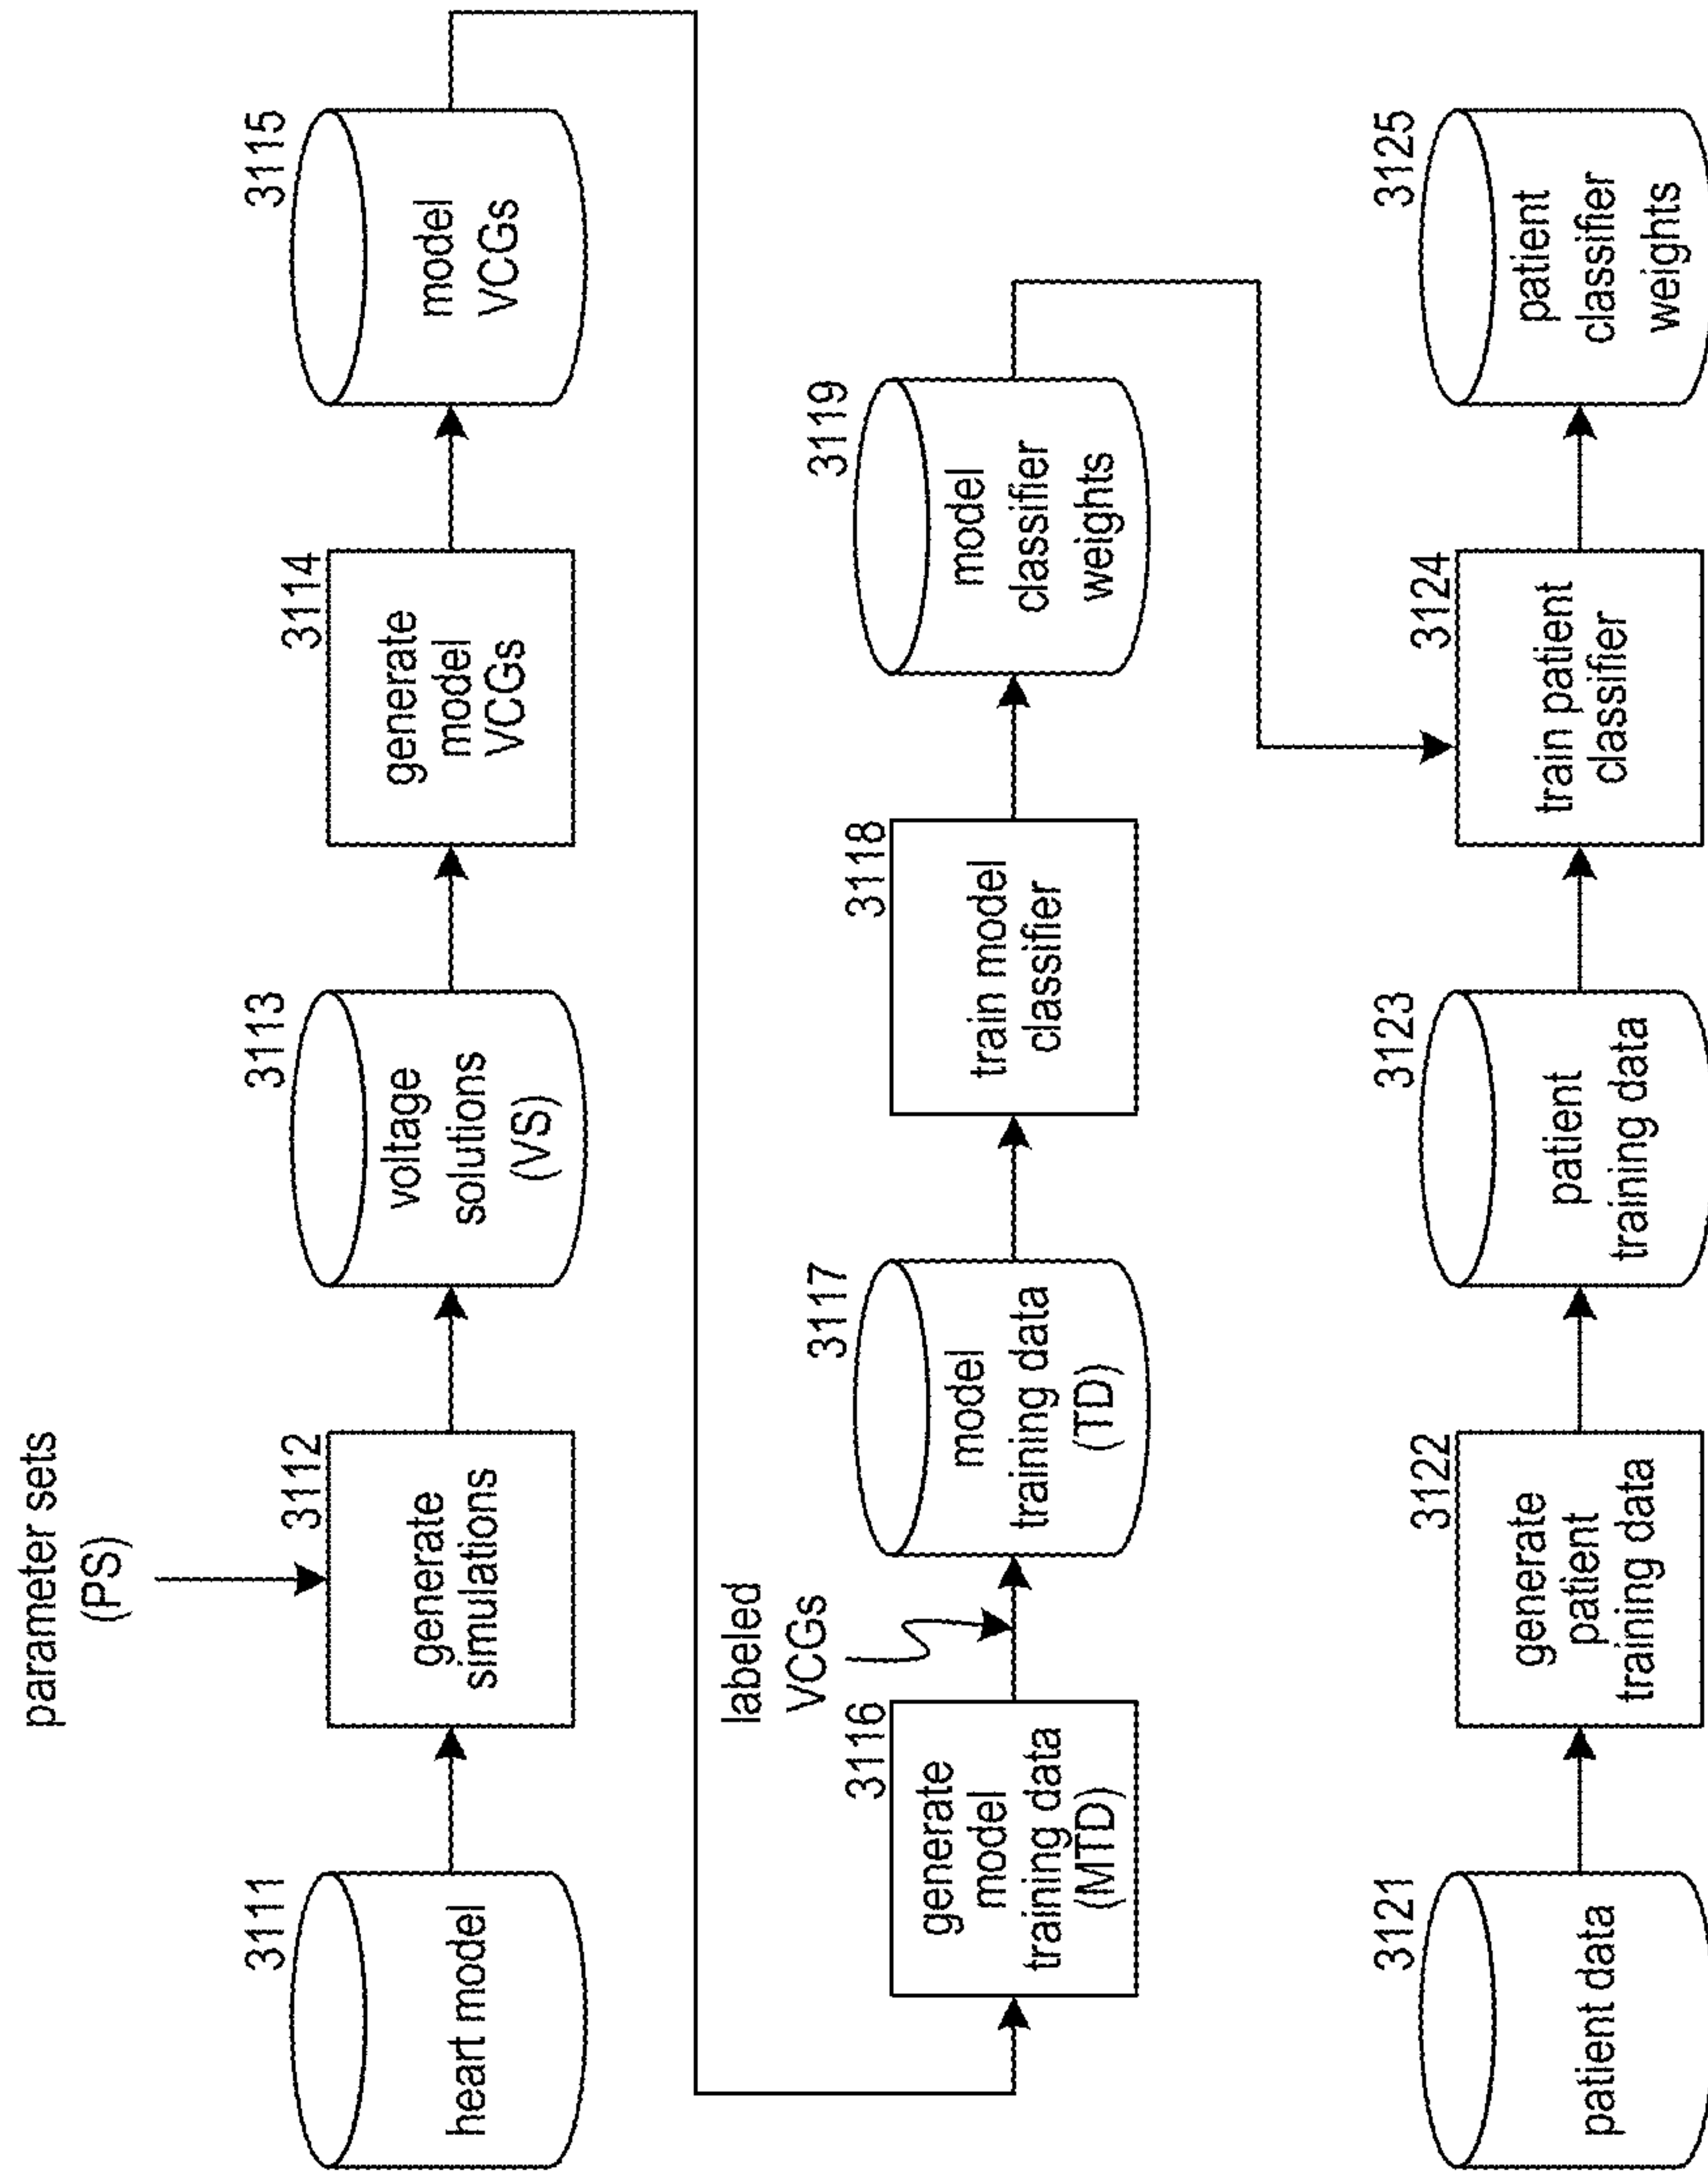 parameter sets
(PS)
3111
heart model
3112
generate
simulations
3113
voltage
solutions
(VS)
3114
generate
model
VCGs
3115
model
VCGs
labeled
VCGs
3116
generate
model
training data
(MTD)
3117
model
training data
(TD)
3118
train model
classifier
3119
model
classifier
weights
3121
patient data
3122
generate
patient
training data
3123
patient
training data
3124
train patient
classifier
3125
patient
classifier
weights